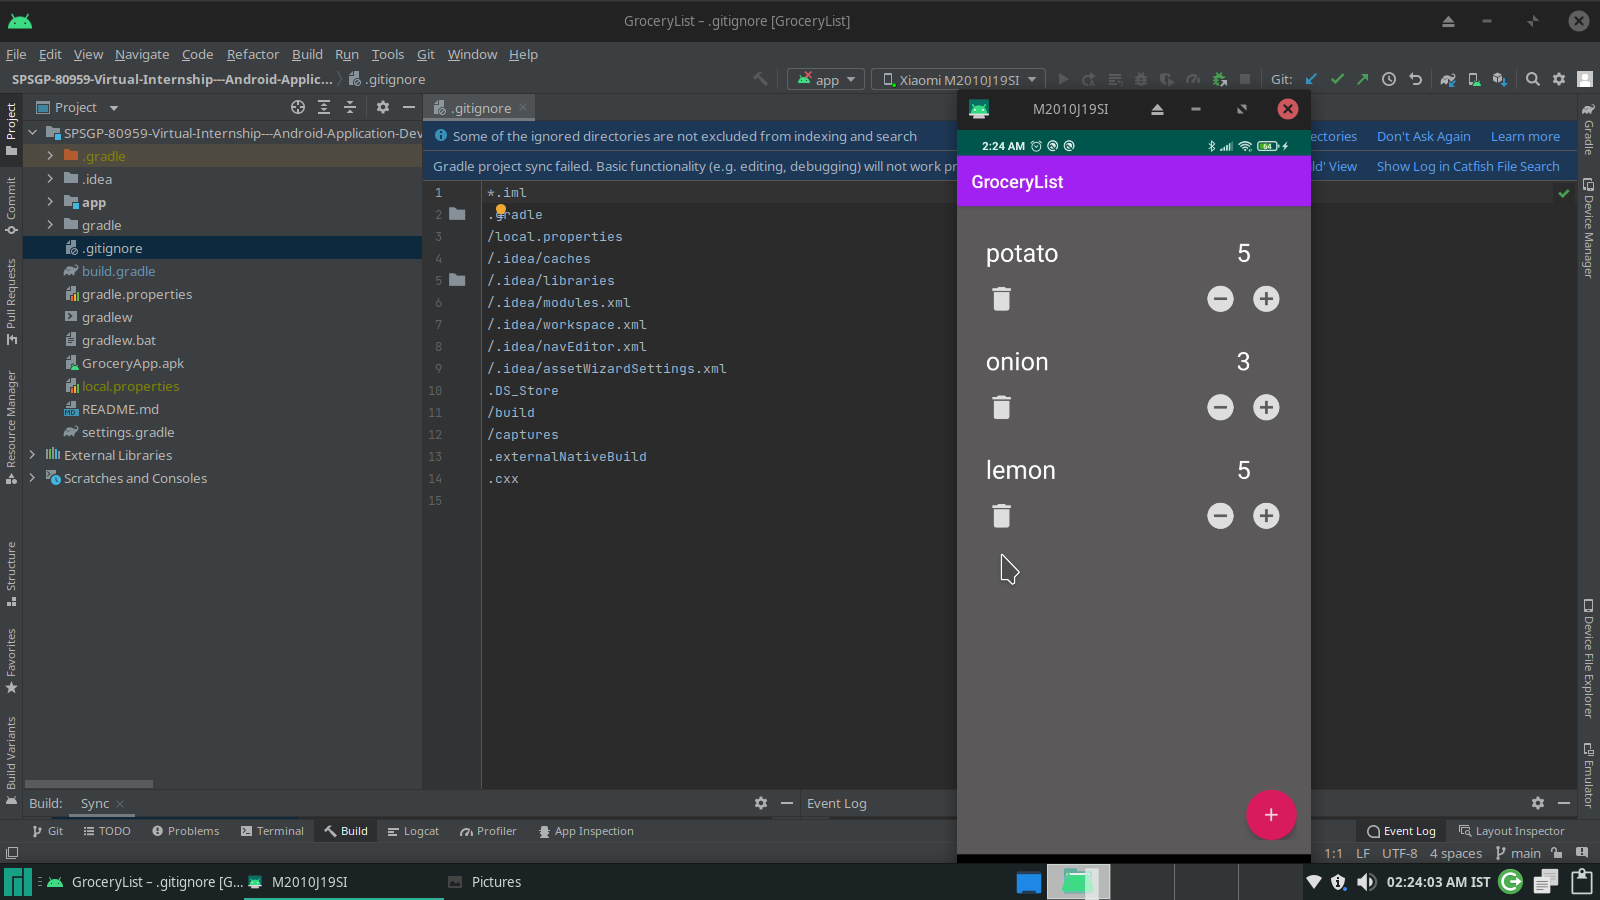 GroceryList – .gitignore [GroceryList]
File Edit View Navigate Code Refactor Build Run Tools Git Window Help
SPSGP-80959-Virtual-Internship---Android-Applic... .gitignore
app
Xiaomi M2010J19SI
Git:
Project
.gitignore
M2010J19SI
SPSGP-80959-Virtual-Internship---Android-Application-Dev
.gradle
.idea
app
gradle
.gitignore
build.gradle
gradle.properties
gradlew
gradlew.bat
GroceryApp.apk
local.properties
README.md
settings.gradle
External Libraries
Scratches and Consoles
Some of the ignored directories are not excluded from indexing and search
ectories Don't Ask Again Learn more
Gradle project sync failed. Basic functionality (e.g. editing, debugging) will not work pr
ld' View Show Log in Catfish File Search
1 *.iml
2 .gradle
3 /local.properties
4 /.idea/caches
5 /.idea/libraries
6 /.idea/modules.xml
7 /.idea/workspace.xml
8 /.idea/navEditor.xml
9 /.idea/assetWizardSettings.xml
10 .DS_Store
11 /build
12 /captures
13 .externalNativeBuild
14 .cxx
15
2:24 AM
64
GroceryList
potato 5
onion 3
lemon 5
Project
Commit
Pull Requests
Resource Manager
Structure
Favorites
Build Variants
Gradle
Device Manager
Device File Explorer
Emulator
Build: Sync
Event Log
Git TODO Problems Terminal Build Logcat Profiler App Inspection
Event Log Layout Inspector
1:1 LF UTF-8 4 spaces main
GroceryList – .gitignore [G...
M2010J19SI
Pictures
02:24:03 AM IST